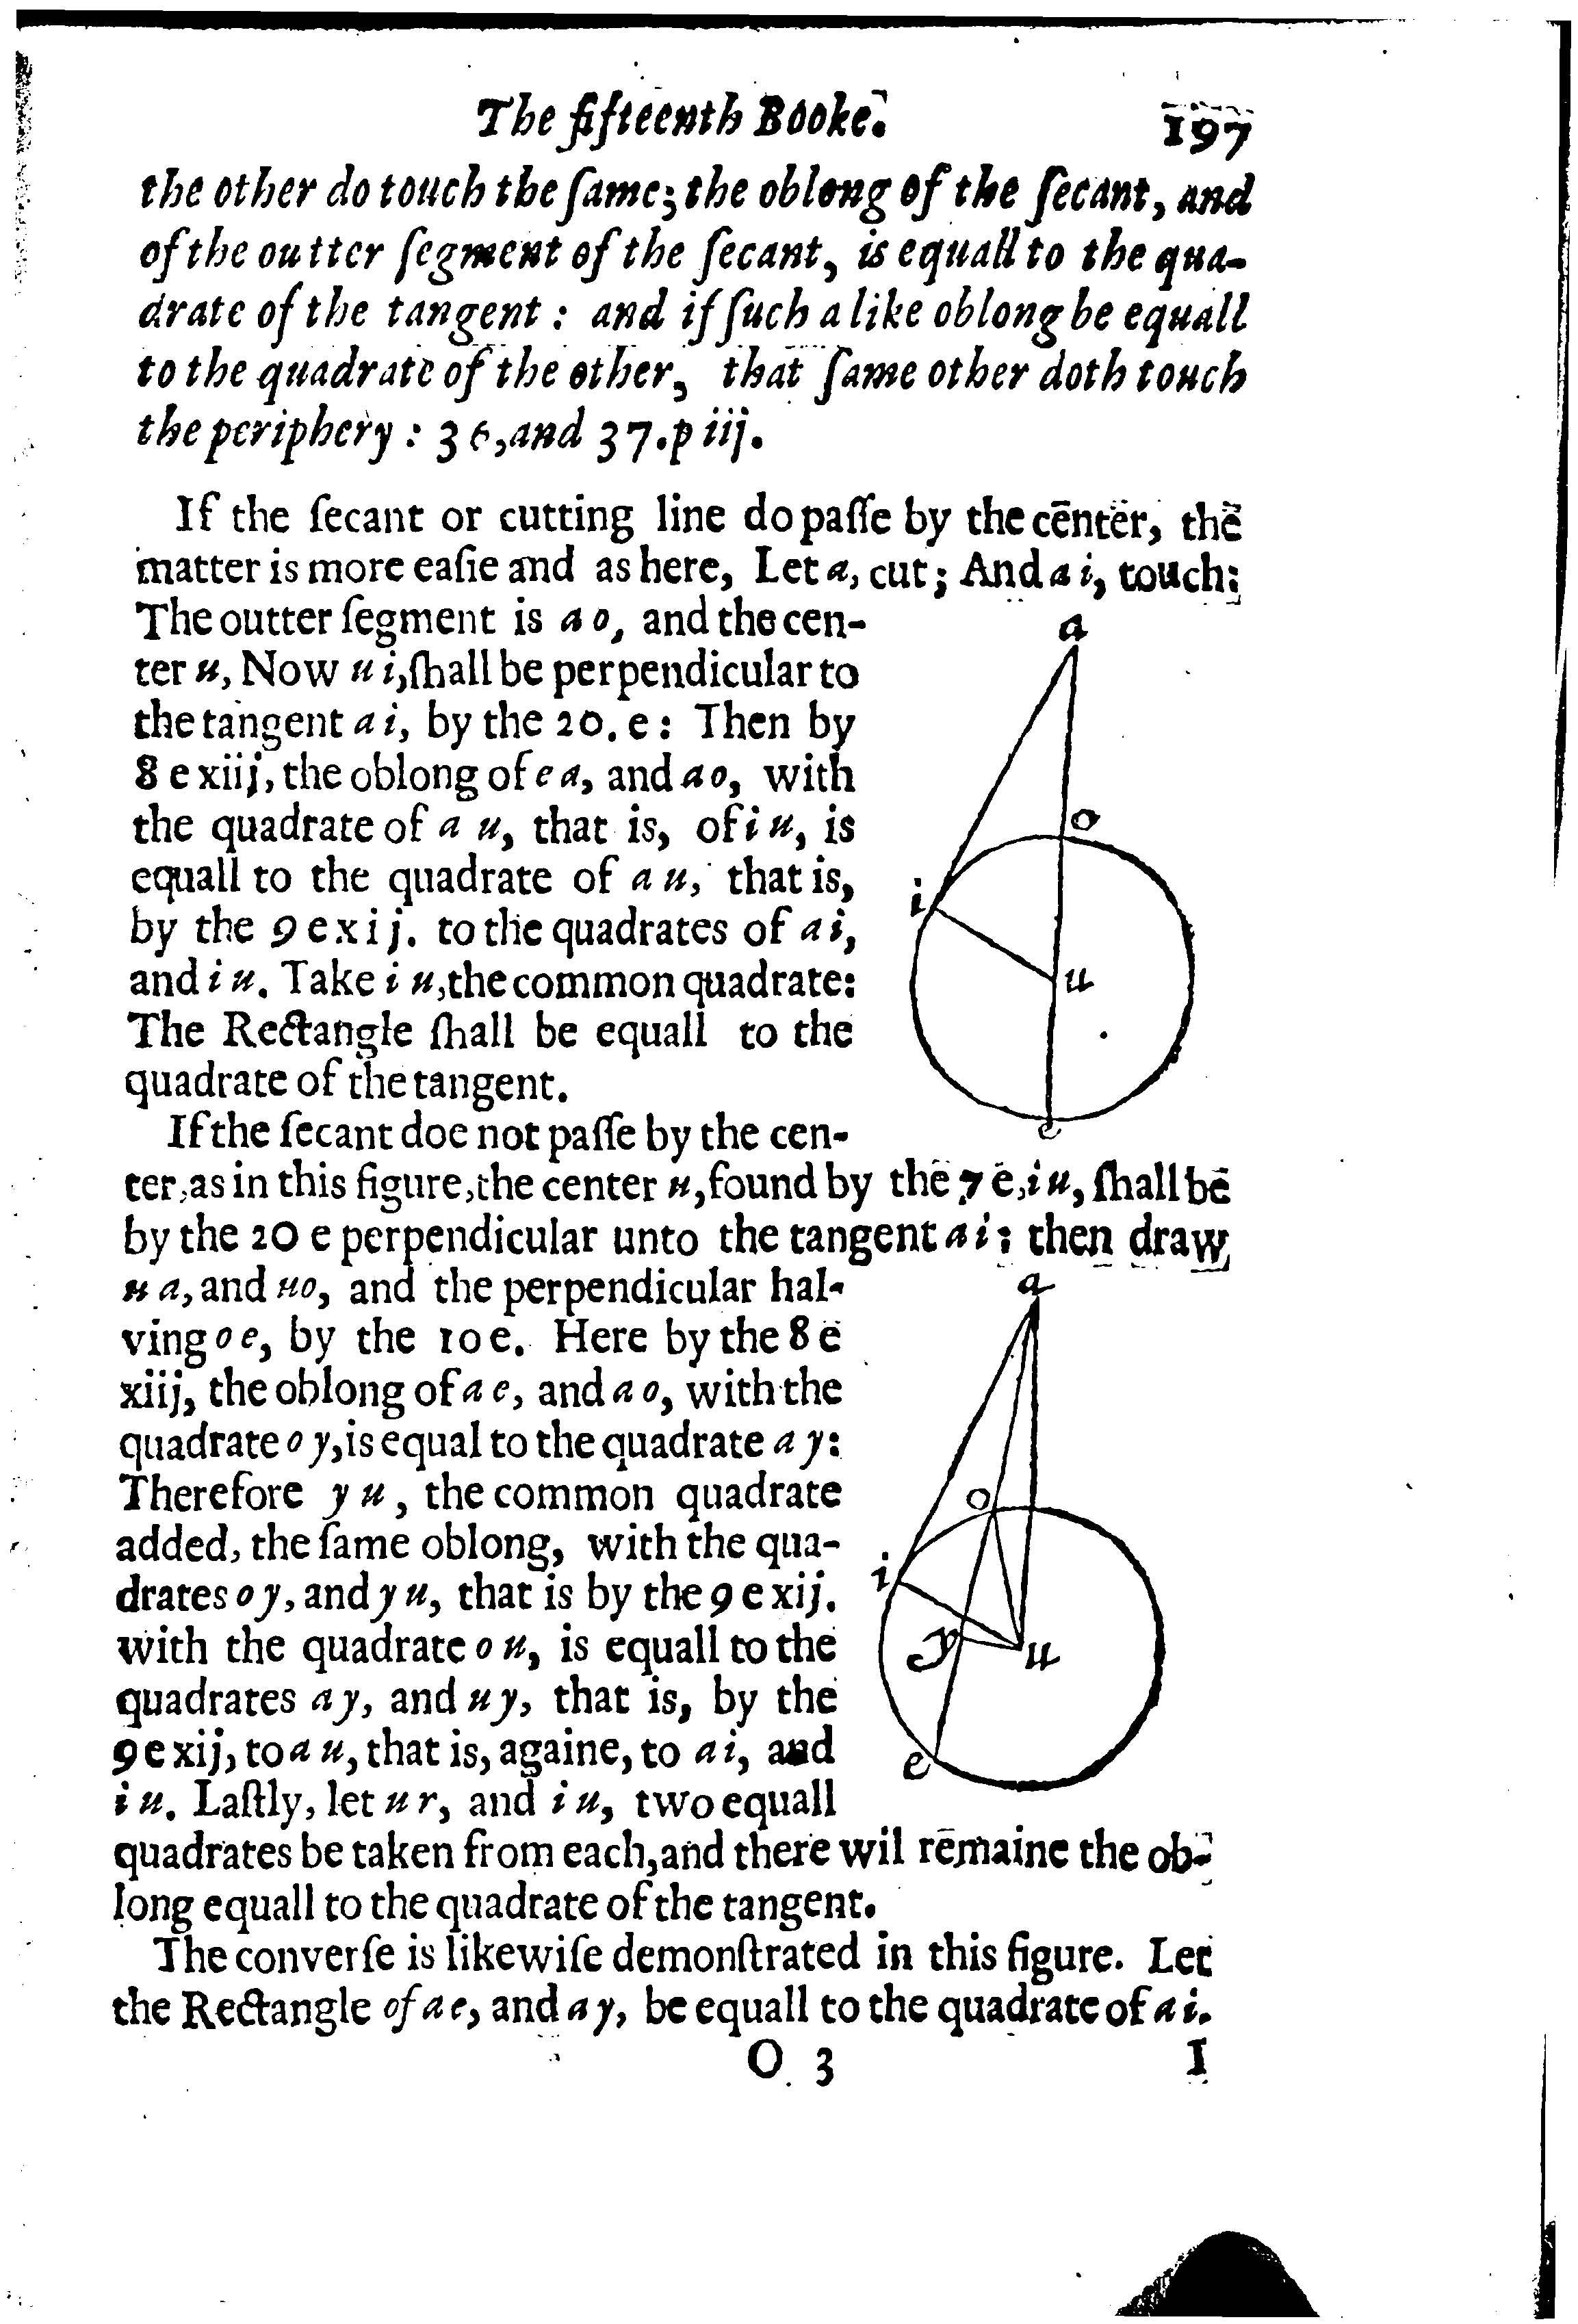 The fifteenth Booke. 197
the other do touch the ſame; the oblong of the ſecant, and
of the outter ſegment of the ſecant, is equall to the qua-
drate of the tangent : and if ſuch a like oblong be equall
to the quadrate of the other, that ſame other doth touch
the periphery : 36, and 37. p iij.
If the ſecant or cutting line do paſſe by the center, the
matter is more eaſie and as here, Let a, cut ; And a i, touch:
The outter ſegment is a o, and the cen-
ter u, Now u i, ſhall be perpendicular to
the tangent a i, by the 20. e : Then by
8 e xiij, the oblong of e a, and a o, with
the quadrate of a u, that is, of i u, is
equall to the quadrate of a u, that is,
by the 9 e x i j. to the quadrates of a i,
and i u. Take i u, the common quadrate:
The Rectangle ſhall be equall to the
quadrate of the tangent.
a
o
i
u
e
If the ſecant doe not paſſe by the cen-
ter, as in this figure, the center u, found by the 7 e, i u, ſhall be
by the 20 e perpendicular unto the tangent a i ; then draw
u a, and uo, and the perpendicular hal-
ving o e, by the 10 e. Here by the 8 e
xiij, the oblong of a e, and a o, with the
quadrate o y, is equal to the quadrate a y:
Therefore y u, the common quadrate
added, the ſame oblong, with the qua-
drates o y, and y u, that is by the 9 e xij.
with the quadrate o u, is equall to the
quadrates a y, and u y, that is, by the
9 e xij, to a u, that is, againe, to a i, and
i u. Laſtly, let u r, and i u, two equall
quadrates be taken from each, and there wil remaine the ob-
long equall to the quadrate of the tangent.
a
o
i
y
u
e
The converſe is likewiſe demonſtrated in this figure. Let
the Rectangle of a e, and a y, be equall to the quadrate of a i.
O 3 I